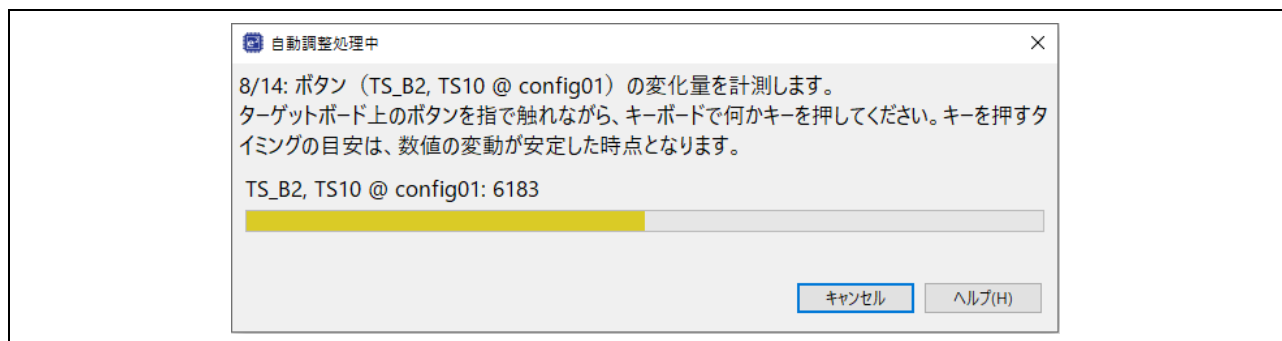 自動調整処理中
8/14: ボタン（TS_B2, TS10 @ config01）の変化量を計測します。
ターゲットボード上のボタンを指で触れながら、キーボードで何かキーを押してください。キーを押すタ
イミングの目安は、数値の変動が安定した時点となります。
TS_B2, TS10 @ config01: 6183
キャンセル
ヘルプ(H)